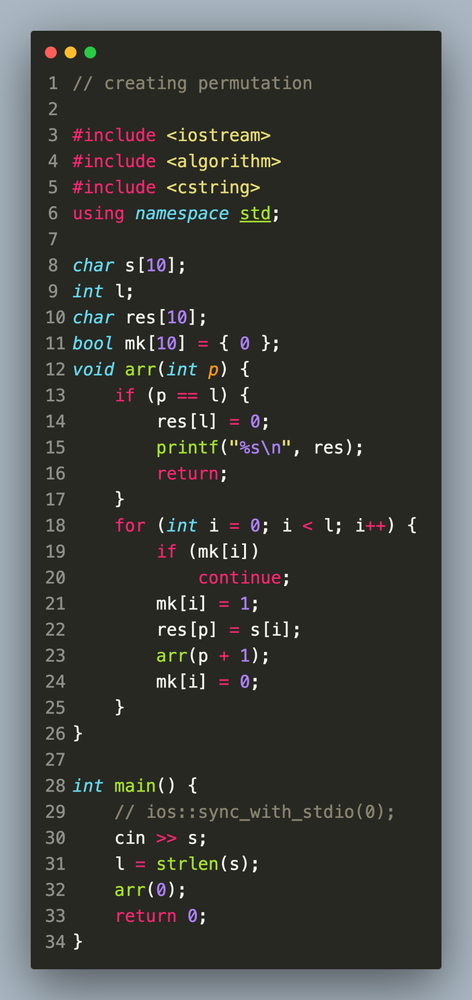 1 // creating permutation
2
3 #include <iostream>
4 #include <algorithm>
5 #include <cstring>
6 using namespace std;
7
8 char s[10];
9 int l;
10 char res[10];
11 bool mk[10] = { 0 };
12 void arr(int p) {
13     if (p == l) {
14         res[l] = 0;
15         printf("%s\n", res);
16         return;
17     }
18     for (int i = 0; i < l; i++) {
19         if (mk[i])
20             continue;
21         mk[i] = 1;
22         res[p] = s[i];
23         arr(p + 1);
24         mk[i] = 0;
25     }
26 }
27
28 int main() {
29     // ios::sync_with_stdio(0);
30     cin >> s;
31     l = strlen(s);
32     arr(0);
33     return 0;
34 }